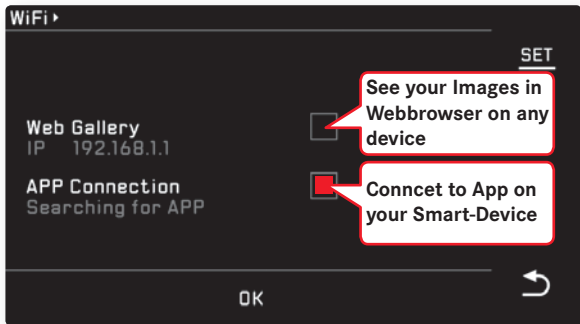 WiFi
SET
See your Images in
Webbrowser on any
device
Web Gallery
IP 192.168.1.1
APP Connection
Searching for APP
Conncet to App on
your Smart-Device
OK